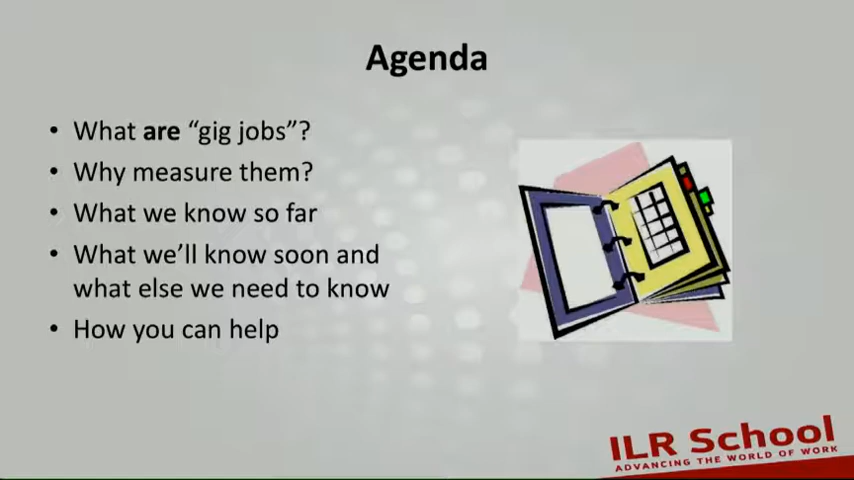 Agenda
• What are “gig jobs”?
• Why measure them?
• What we know so far
• What we’ll know soon and
what else we need to know
• How you can help
ILR School
ADVANCING THE WORLD OF WORK